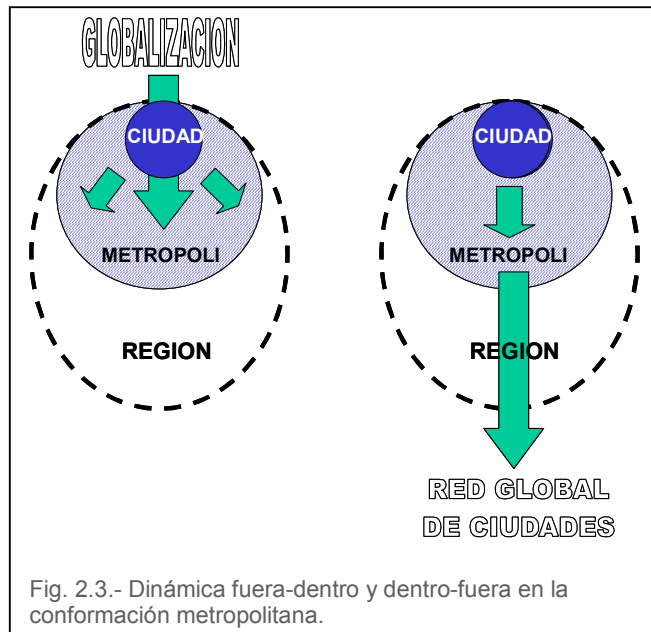 GLOBALIZACION
CIUDAD
METROPOLI
REGION
CIUDAD
METROPOLI
REGION
RED GLOBAL
DE CIUDADES
Fig. 2.3.- Dinámica fuera-dentro y dentro-fuera en la
conformación metropolitana.